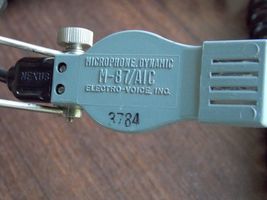 NEXUS
MICROPHONE, DYNAMIC
M-87/AIC
ELECTRO-VOICE, INC.
3784